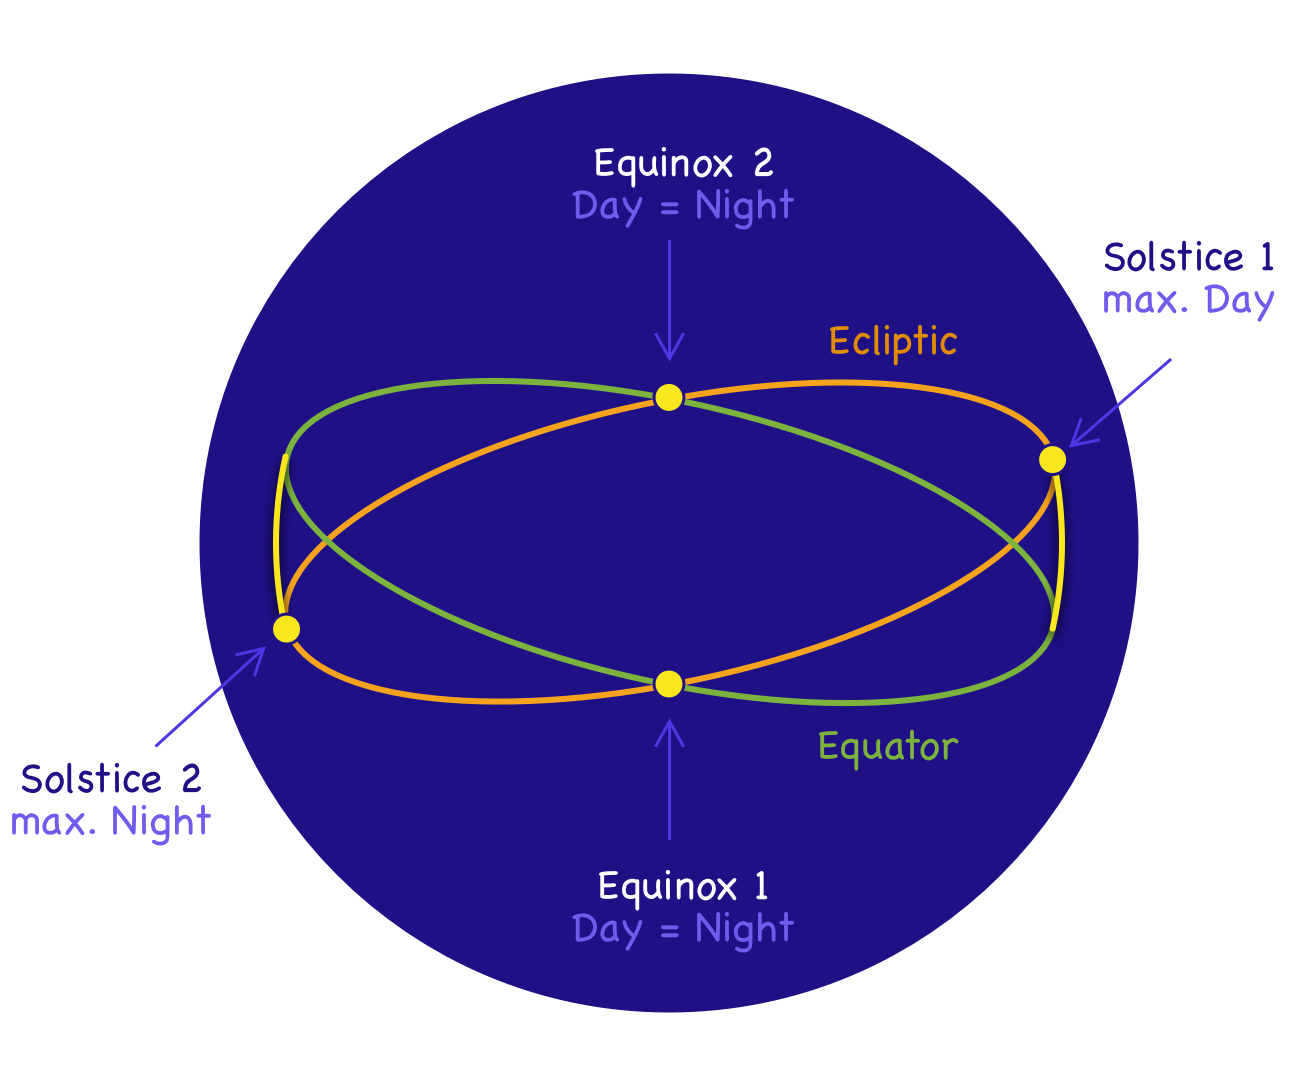 Equinox 2
Day = Night
Solstice 1
max. Day
Ecliptic
Equator
Solstice 2
max. Night
Equinox 1
Day = Night